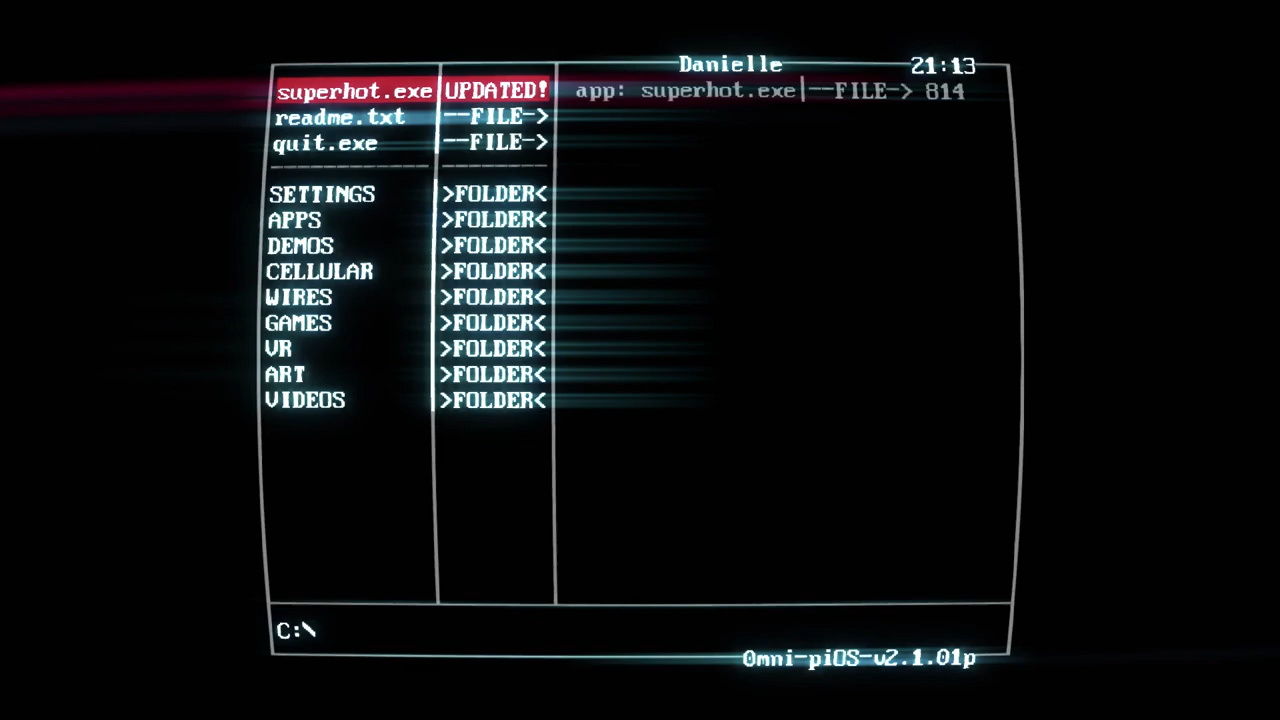 Danielle 21:13
superhot.exe UPDATED! app: superhot.exe|--FILE-> 814
readme.txt --FILE->
quit.exe --FILE->
SETTINGS >FOLDER<
APPS >FOLDER<
DEMOS >FOLDER<
CELLULAR >FOLDER<
WIRES >FOLDER<
GAMES >FOLDER<
VR >FOLDER<
ART >FOLDER<
VIDEOS >FOLDER<
C:\
Omni-piOS-v2.1.01p